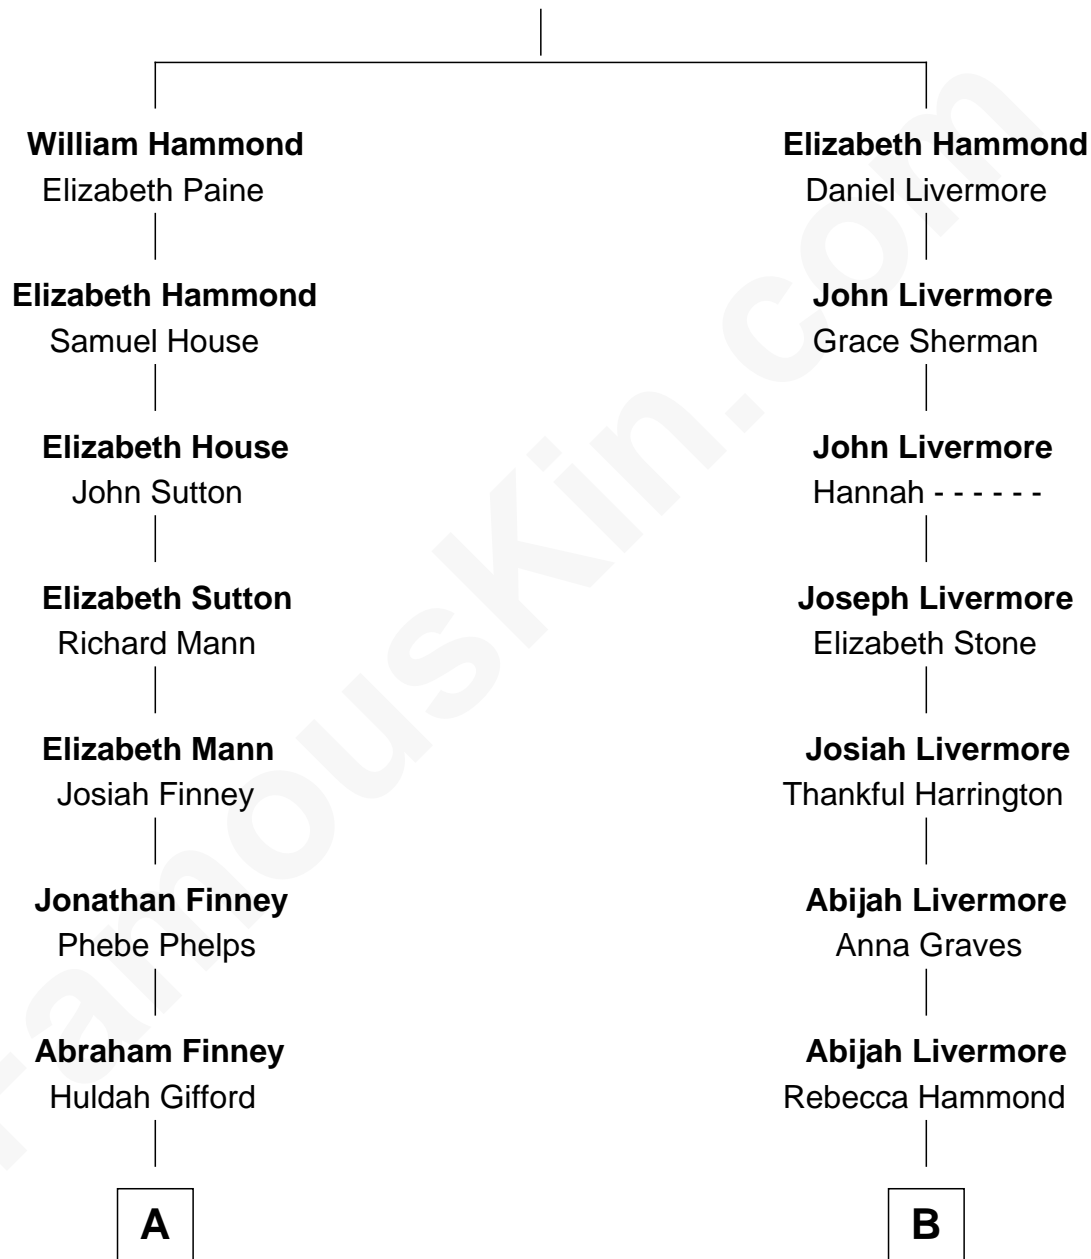 William Hammond
Elizabeth Paine
Elizabeth Hammond
Samuel House
Elizabeth House
John Sutton
Elizabeth Sutton
Richard Mann
Elizabeth Mann
Josiah Finney
Jonathan Finney
Phebe Phelps
Abraham Finney
Huldah Gifford
A
Elizabeth Hammond
Daniel Livermore
John Livermore
Grace Sherman
John Livermore
Hannah - - - - - -
Joseph Livermore
Elizabeth Stone
Josiah Livermore
Thankful Harrington
Abijah Livermore
Anna Graves
Abijah Livermore
Rebecca Hammond
B
FamousKin.com